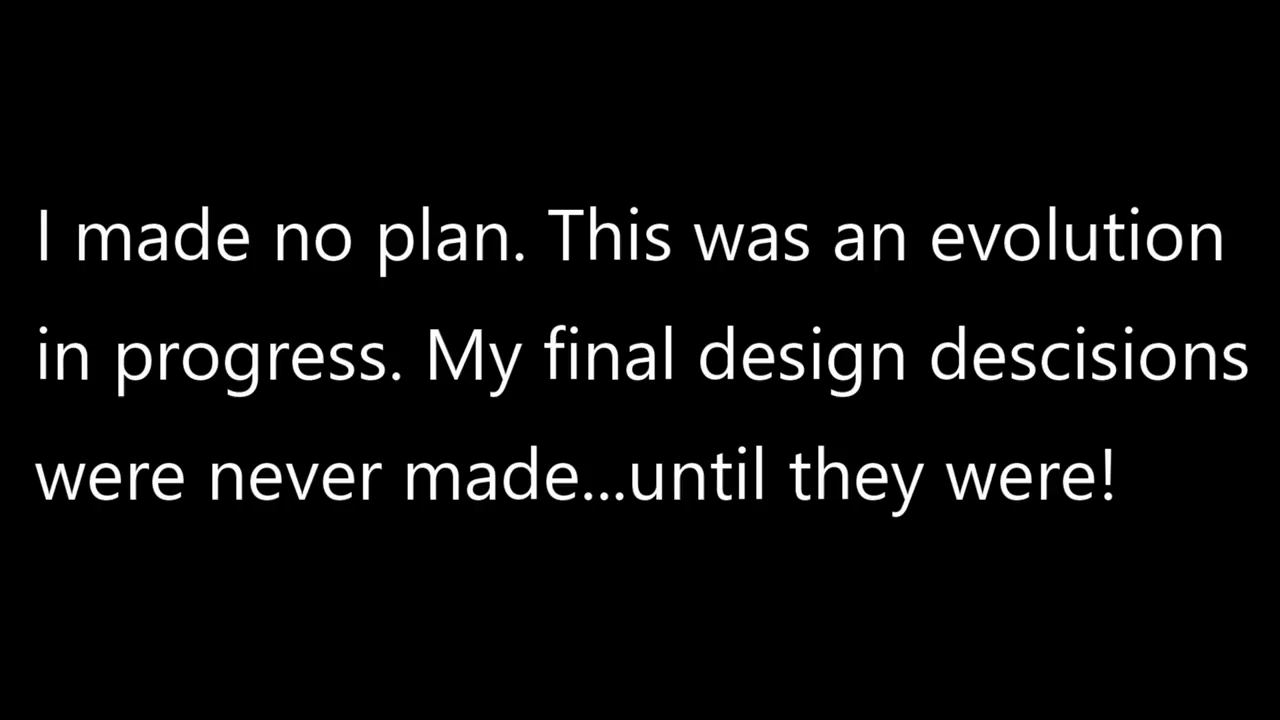 I made no plan. This was an evolution
in progress. My final design descisions
were never made...until they were!